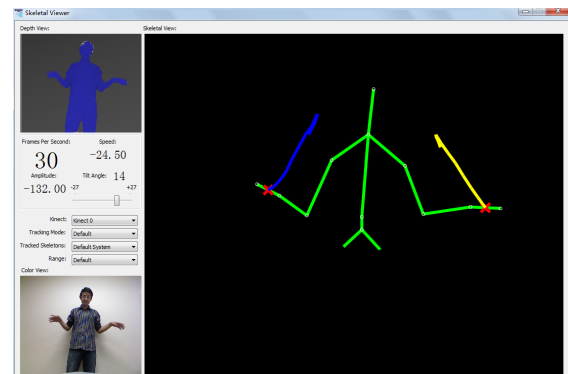 Skeletal Viewer
Depth View:
Skeletal View:
Frames Per Second:
Speed:
30
-24.50
Amplitude:
Tilt Angle: 14
-132.00
-27
+27
Kinect:
Kinect 0
Tracking Mode:
Default
Tracked Skeletons:
Default System
Range:
Default
Color View: